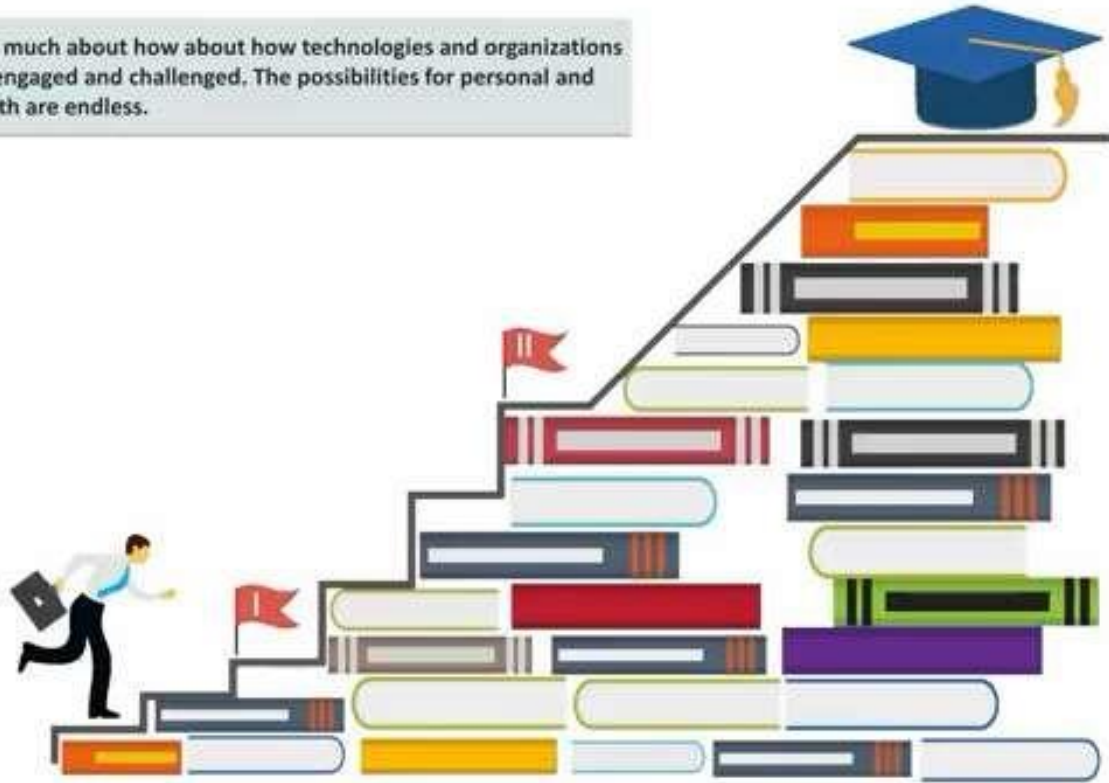 much about how about how technologies and organizations
engaged and challenged. The possibilities for personal and
th are endless.
II
I